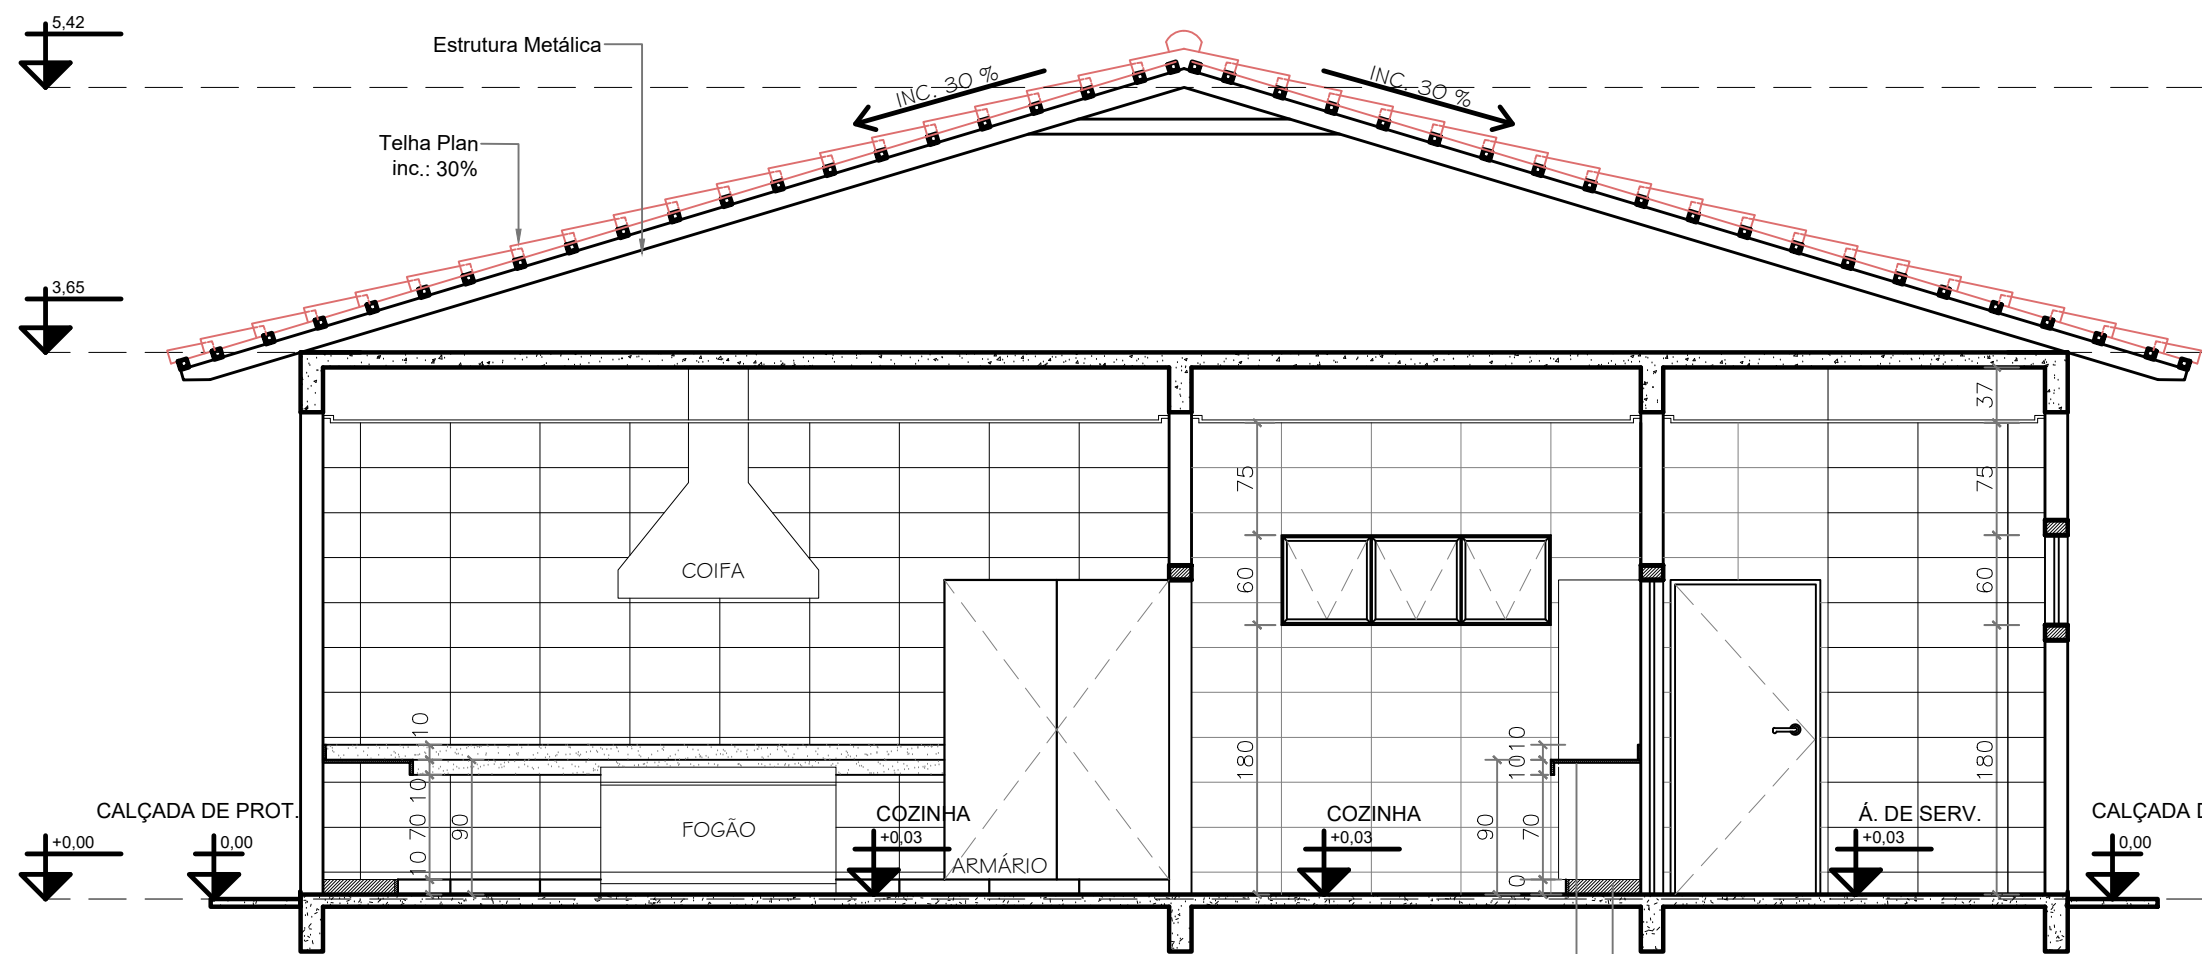 5,42
Estrutura Metálica
INC. 30 %
INC. 30 %
Telha Plan
inc.: 30%
3,65
37
75
75
COIFA
60
60
10
180
180
10
10
10
70
90
90
70
0
CALÇADA DE PROT.
FOGÃO
COZINHA
COZINHA
Á. DE SERV.
CALÇADA D
+0,00
0,00
+0,03
+0,03
+0,03
0,00
ARMÁRIO
10